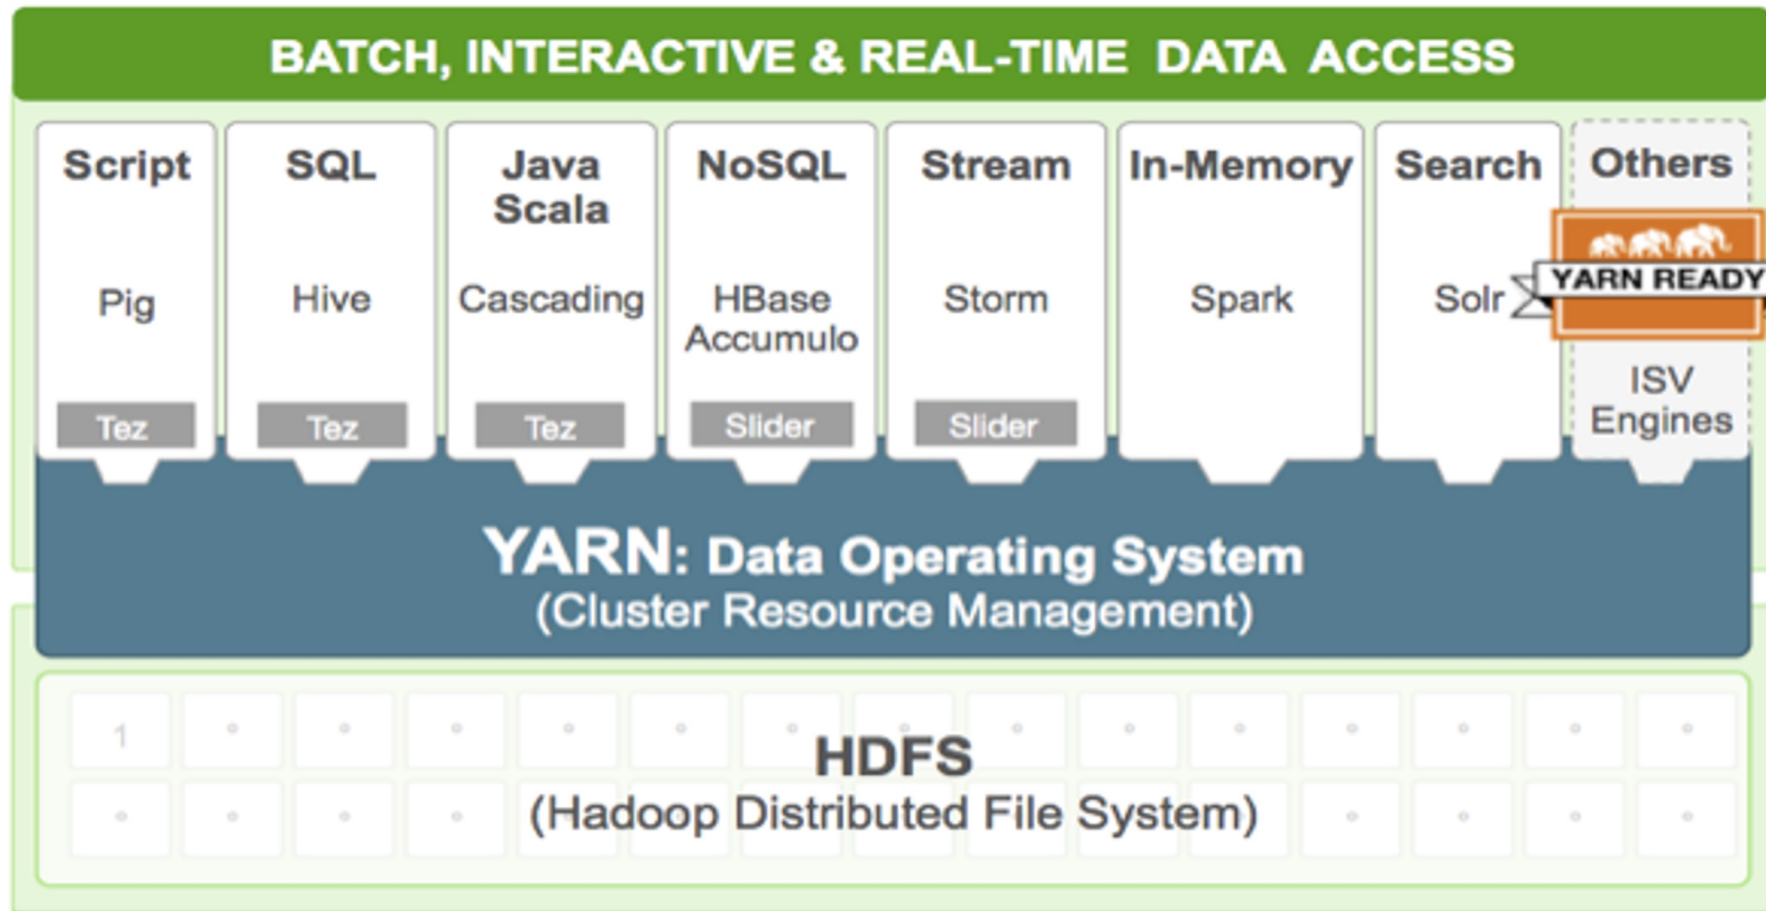 BATCH, INTERACTIVE & REAL-TIME DATA ACCESS
Script
Pig
Tez
SQL
Hive
Tez
Java
Scala
Cascading
Tez
NoSQL
HBase
Accumulo
Slider
Stream
Storm
Slider
In-Memory
Spark
Search
Solr
Others
YARN READY
ISV
Engines
YARN: Data Operating System
(Cluster Resource Management)
1
HDFS
(Hadoop Distributed File System)